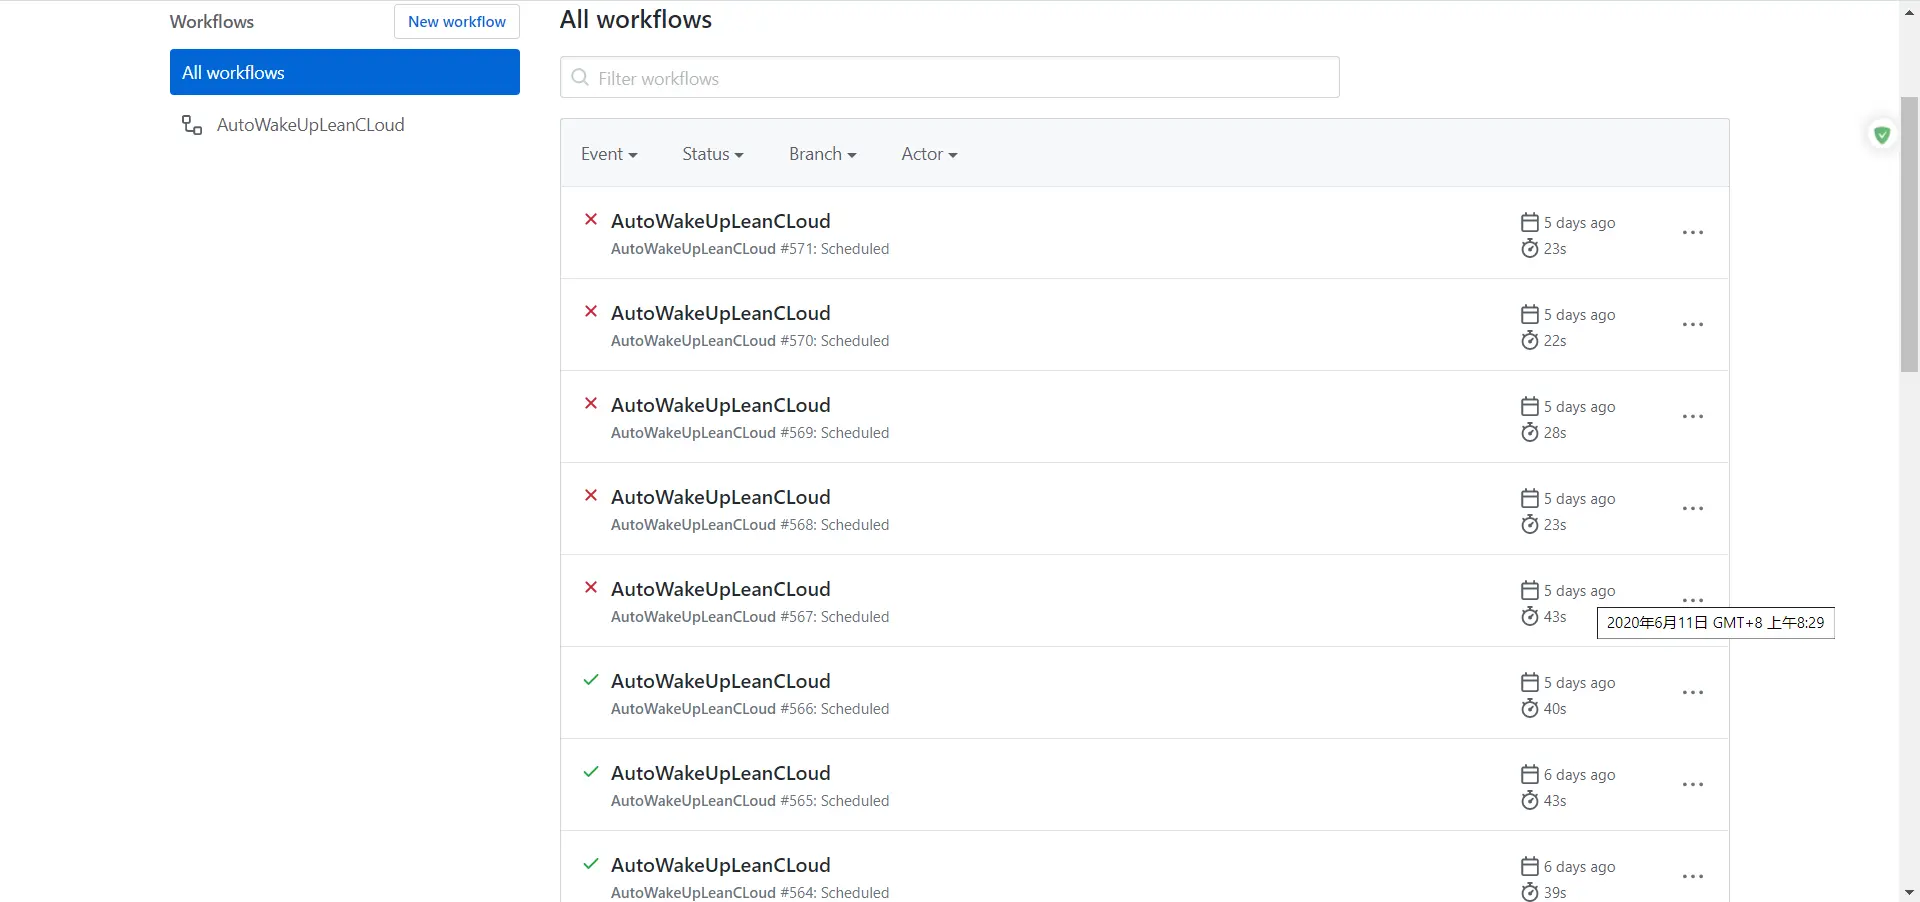 Workflows
New workflow
All workflows
AutoWakeUpLeanCLoud
All workflows
Filter workflows
Event Status Branch Actor
AutoWakeUpLeanCLoud
AutoWakeUpLeanCLoud #571: Scheduled
5 days ago
23s
AutoWakeUpLeanCLoud
AutoWakeUpLeanCLoud #570: Scheduled
5 days ago
22s
AutoWakeUpLeanCLoud
AutoWakeUpLeanCLoud #569: Scheduled
5 days ago
28s
AutoWakeUpLeanCLoud
AutoWakeUpLeanCLoud #568: Scheduled
5 days ago
23s
AutoWakeUpLeanCLoud
AutoWakeUpLeanCLoud #567: Scheduled
5 days ago
43s
2020年6月11日 GMT+8 上午8:29
AutoWakeUpLeanCLoud
AutoWakeUpLeanCLoud #566: Scheduled
5 days ago
40s
AutoWakeUpLeanCLoud
AutoWakeUpLeanCLoud #565: Scheduled
6 days ago
43s
AutoWakeUpLeanCLoud
AutoWakeUpLeanCLoud #564: Scheduled
6 days ago
39s